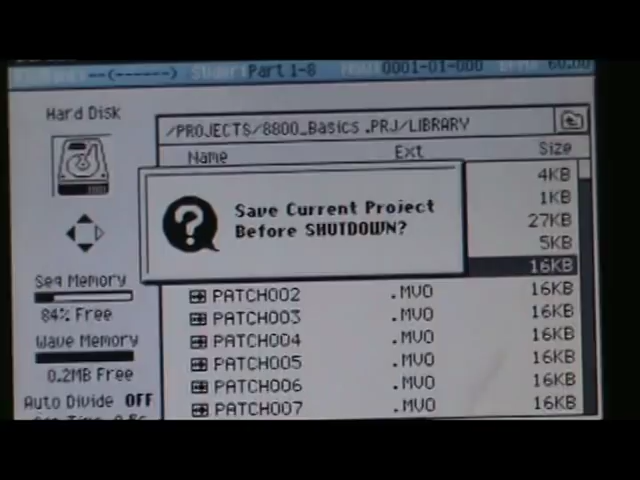 --(------) Part 1-8 0001-01-000 60.00
Hard Disk
/PROJECTS/8800_Basics .PRJ/LIBRARY
Name Ext Size
4KB
1KB
Save Current Project
27KB
Before SHUTDOWN?
5KB
16KB
Seq Memory
PATCH002 .MVO 16KB
84% Free
PATCH003 .MVO 16KB
Wave Memory
PATCH004 .MVO 16KB
0.2MB Free
PATCH005 .MVO 16KB
Auto Divide OFF
PATCH006 .MVO 16KB
PATCH007 .MVO 16KB